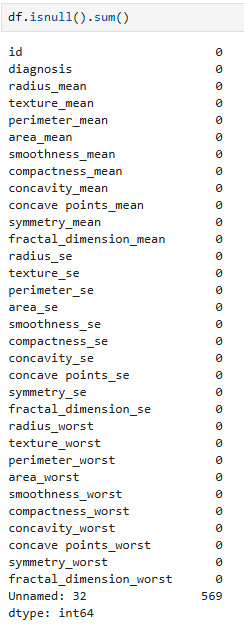 df.isnull().sum()
id 0
diagnosis 0
radius_mean 0
texture_mean 0
perimeter_mean 0
area_mean 0
smoothness_mean 0
compactness_mean 0
concavity_mean 0
concave points_mean 0
symmetry_mean 0
fractal_dimension_mean 0
radius_se 0
texture_se 0
perimeter_se 0
area_se 0
smoothness_se 0
compactness_se 0
concavity_se 0
concave points_se 0
symmetry_se 0
fractal_dimension_se 0
radius_worst 0
texture_worst 0
perimeter_worst 0
area_worst 0
smoothness_worst 0
compactness_worst 0
concavity_worst 0
concave points_worst 0
symmetry_worst 0
fractal_dimension_worst 0
Unnamed: 32 569
dtype: int64